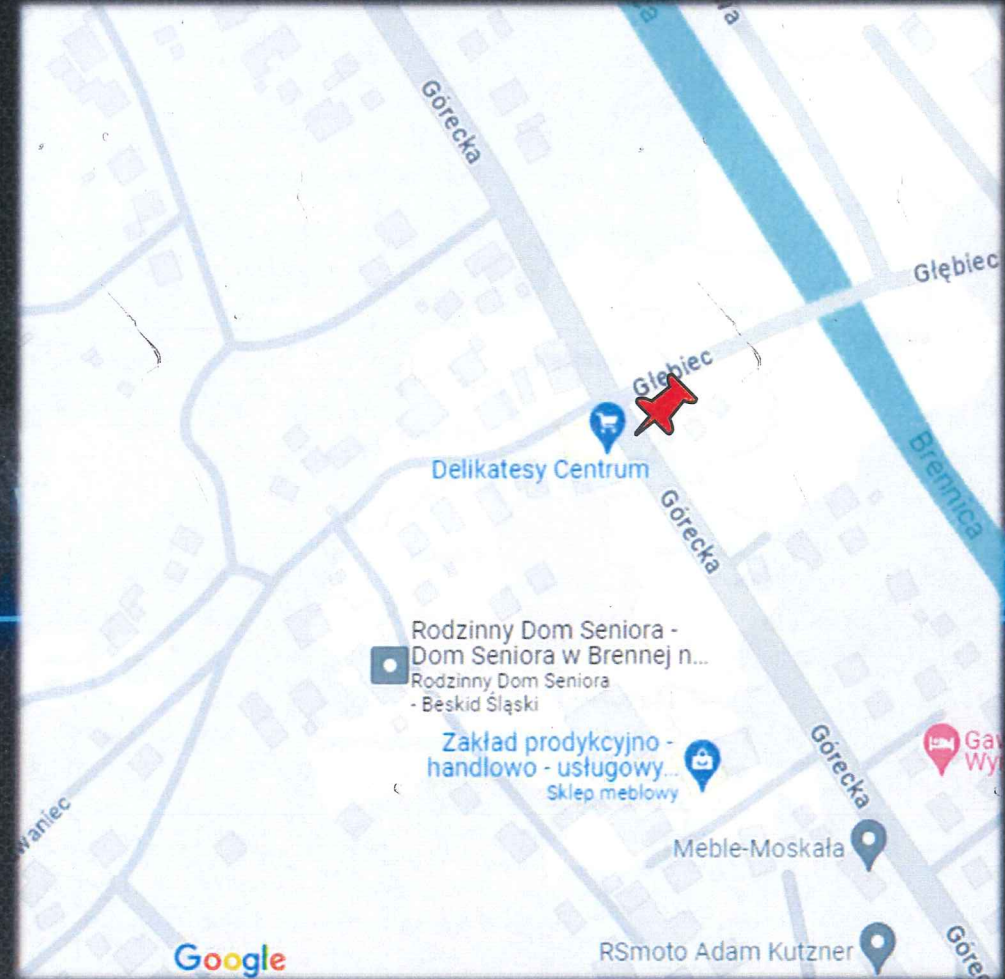 Górecka
Głębiec
Głębiec
Delikatesy Centrum
Górecka
Brennica
Rodzinny Dom Seniora -
Dom Seniora w Brennej n...
Rodzinny Dom Seniora
- Beskid Śląski
Zakład prodykcyjno -
handlowo - usługowy...
Sklep meblowy
Górecka
Meble-Moskała
RSmoto Adam Kutzner
Google